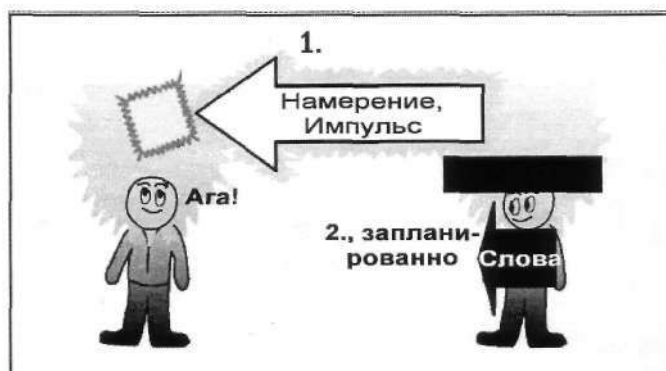 1.
Намерение,
Импульс
Ага!
2., заплани-
рованно
Слова